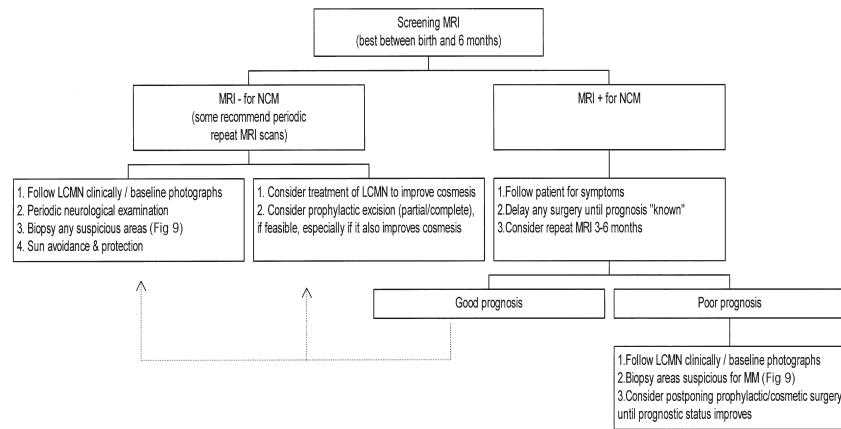 Screening MRI
(best between birth and 6 months)
MRI - for NCM
(some recommend periodic
repeat MRI scans)
MRI + for NCM
1. Follow LCMN clinically / baseline photographs
2. Periodic neurological examination
3. Biopsy any suspicious areas (Fig 9)
4. Sun avoidance & protection
1. Consider treatment of LCMN to improve cosmesis
2. Consider prophylactic excision (partial/complete),
if feasible, especially if it also improves cosmesis
1.Follow patient for symptoms
2.Delay any surgery until prognosis "known"
3.Consider repeat MRI 3-6 months
Good prognosis
Poor prognosis
1.Follow LCMN clinically / baseline photographs
2.Biopsy areas suspicious for MM (Fig 9)
3.Consider postponing prophylactic/cosmetic surgery
until prognostic status improves